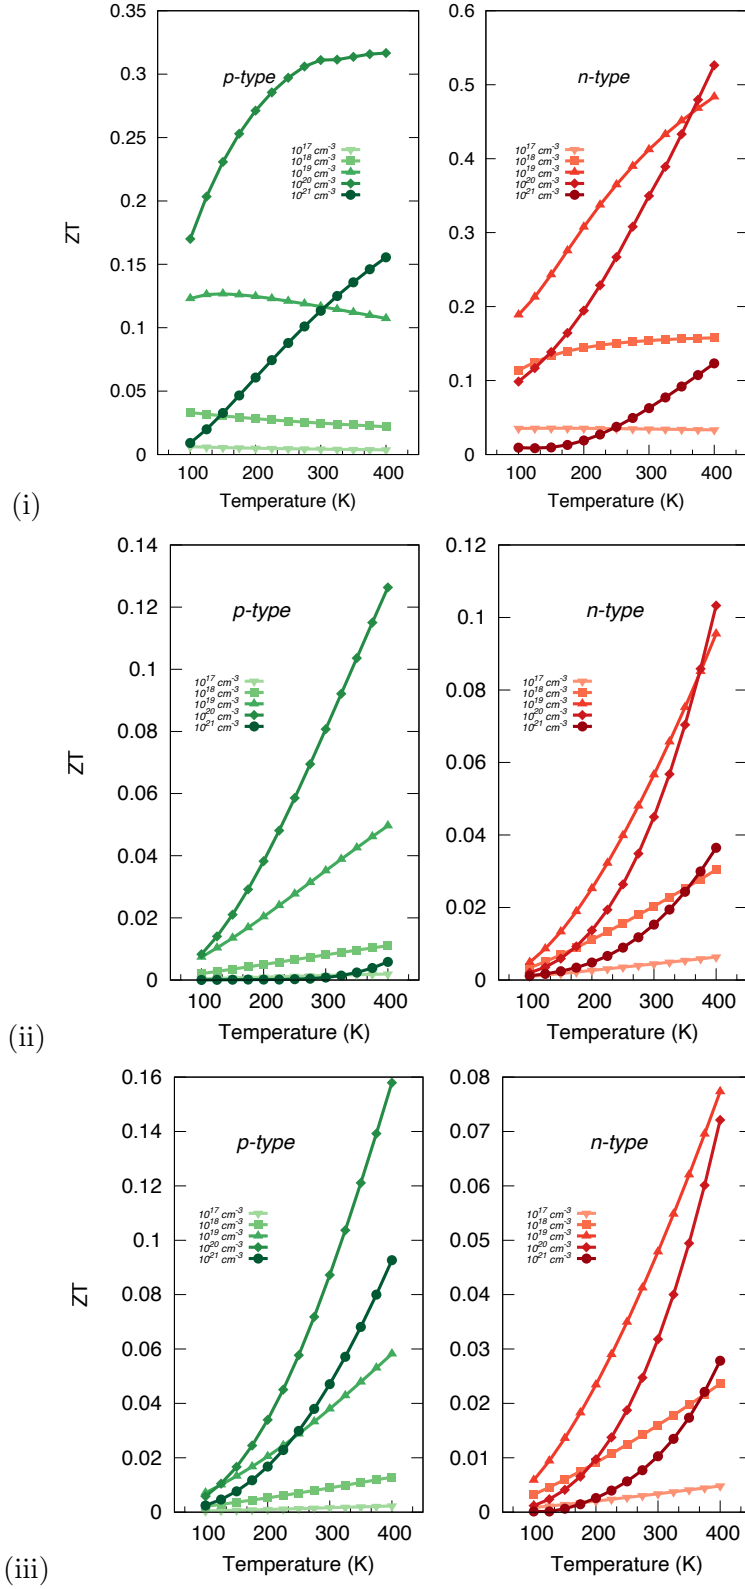 0.35
0.3
0.25
0.2
0.15
0.1
0.05
0
ZT
p-type
10^17 cm^-3
10^18 cm^-3
10^19 cm^-3
10^20 cm^-3
10^21 cm^-3
100 200 300 400
Temperature (K)
0.6
0.5
0.4
0.3
0.2
0.1
0
n-type
10^17 cm^-3
10^18 cm^-3
10^19 cm^-3
10^20 cm^-3
10^21 cm^-3
100 200 300 400
Temperature (K)
(i)
0.14
0.12
0.1
0.08
0.06
0.04
0.02
0
ZT
p-type
10^17 cm^-3
10^18 cm^-3
10^19 cm^-3
10^20 cm^-3
10^21 cm^-3
100 200 300 400
Temperature (K)
0.12
0.1
0.08
0.06
0.04
0.02
0
n-type
10^17 cm^-3
10^18 cm^-3
10^19 cm^-3
10^20 cm^-3
10^21 cm^-3
100 200 300 400
Temperature (K)
(ii)
0.16
0.14
0.12
0.1
0.08
0.06
0.04
0.02
0
ZT
p-type
10^17 cm^-3
10^18 cm^-3
10^19 cm^-3
10^20 cm^-3
10^21 cm^-3
100 200 300 400
Temperature (K)
0.08
0.07
0.06
0.05
0.04
0.03
0.02
0.01
0
n-type
10^17 cm^-3
10^18 cm^-3
10^19 cm^-3
10^20 cm^-3
10^21 cm^-3
100 200 300 400
Temperature (K)
(iii)